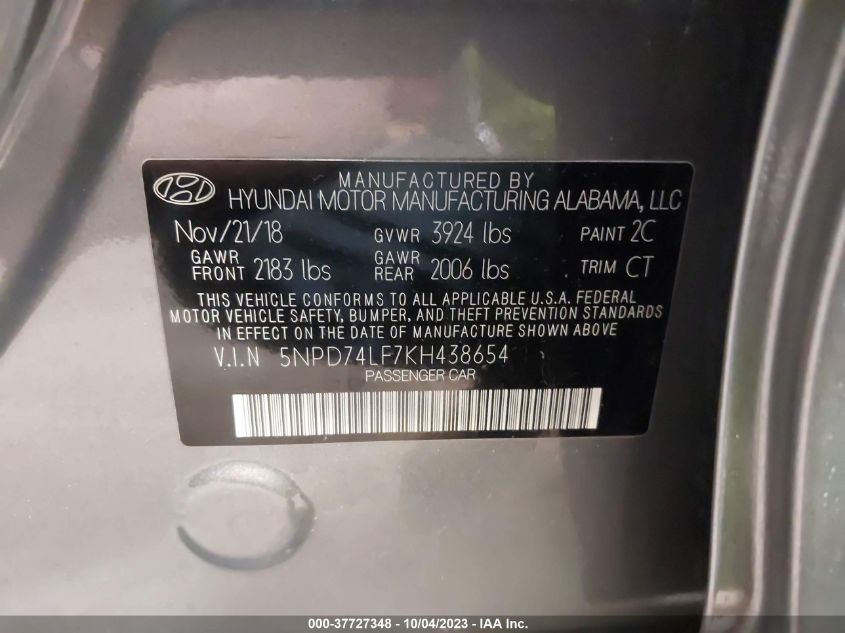 MANUFACTURED BY
HYUNDAI MOTOR MANUFACTURING ALABAMA, LLC
Nov/21/18 GVWR 3924 lbs PAINT 2C
GAWR FRONT 2183 lbs GAWR REAR 2006 lbs TRIM CT
THIS VEHICLE CONFORMS TO ALL APPLICABLE U.S.A. FEDERAL
MOTOR VEHICLE SAFETY, BUMPER, AND THEFT PREVENTION STANDARDS
IN EFFECT ON THE DATE OF MANUFACTURE SHOWN ABOVE
V.I.N 5NPD74LF7KH438654
PASSENGER CAR
000-37727348 - 10/04/2023 - IAA Inc.